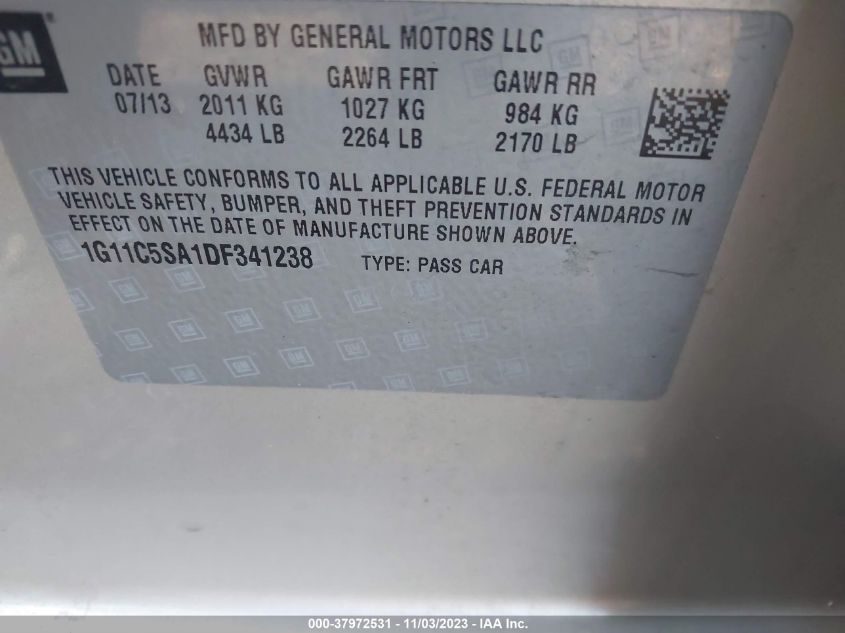 GM
MFD BY GENERAL MOTORS LLC
DATE GVWR GAWR FRT GAWR RR
07/13 2011 KG 1027 KG 984 KG
4434 LB 2264 LB 2170 LB
THIS VEHICLE CONFORMS TO ALL APPLICABLE U.S. FEDERAL MOTOR
VEHICLE SAFETY, BUMPER, AND THEFT PREVENTION STANDARDS IN
EFFECT ON THE DATE OF MANUFACTURE SHOWN ABOVE.
1G11C5SA1DF341238 TYPE: PASS CAR
000-37972531 - 11/03/2023 - IAA Inc.